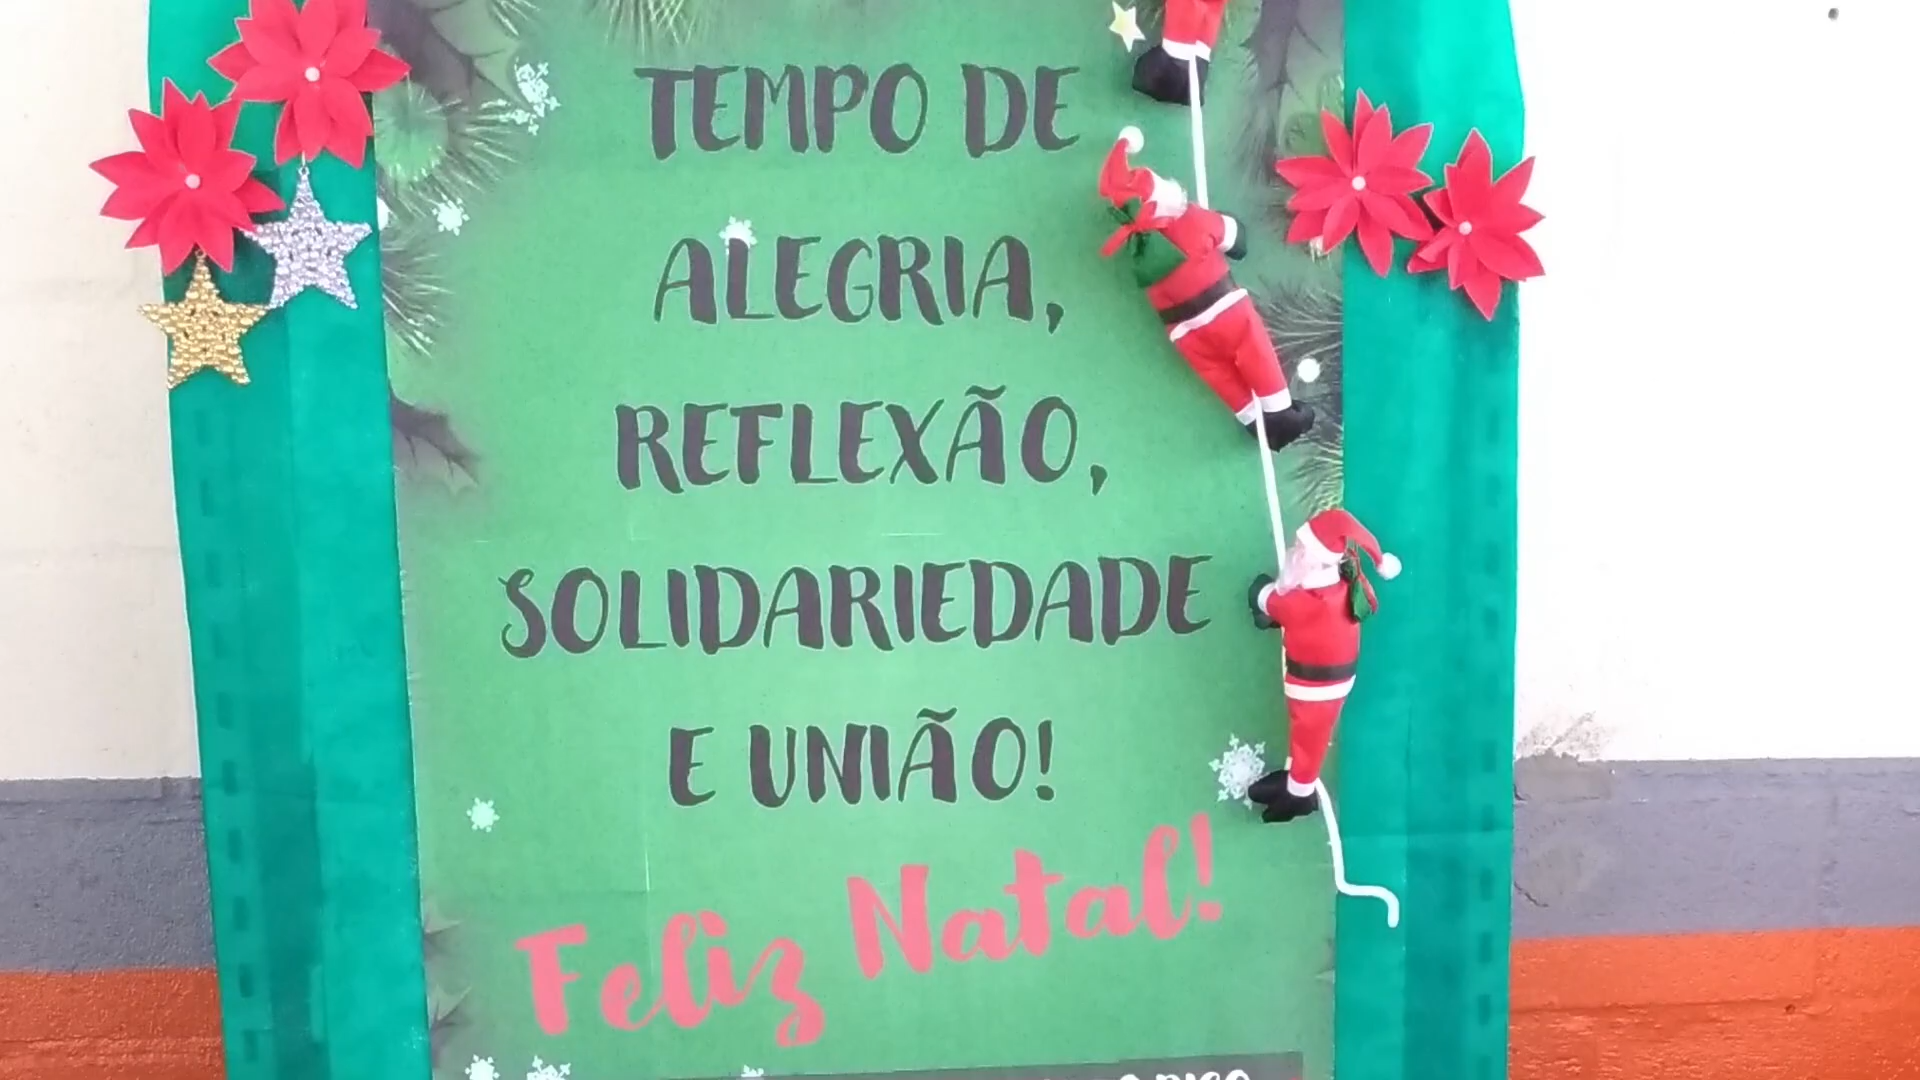 TEMPO DE
ALEGRIA,
REFLEXÃO,
SOLIDARIEDADE
E UNIÃO!
Feliz Natal!